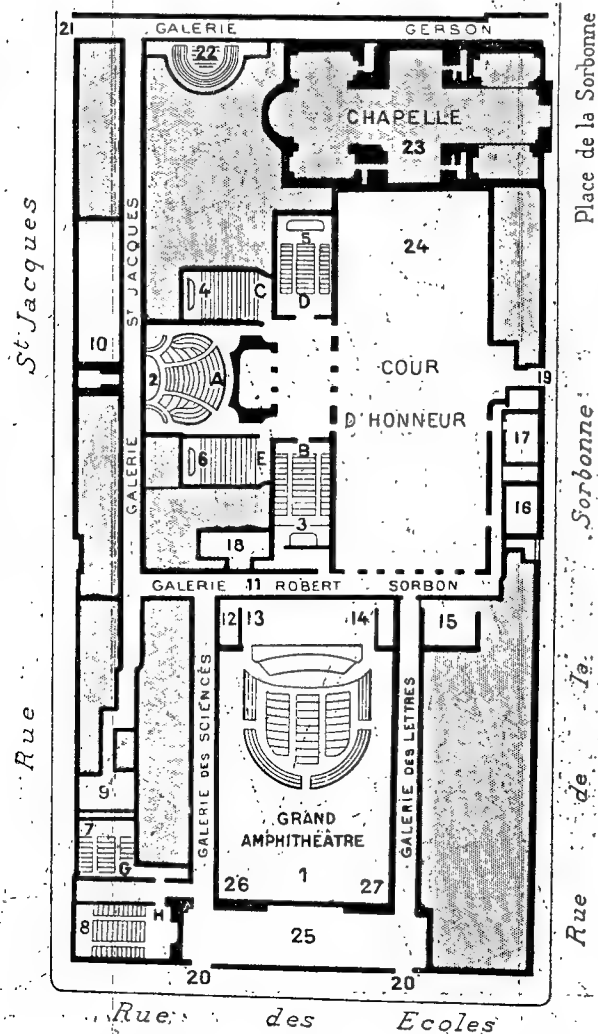 21 GALERIE GERSON
22
CHAPELLE
23
Place de la Sorbonne
St Jacques
ST JACQUES
GALERIE
5
24
4 C
D
10
2 A
COUR
D'HONNEUR
19
B
6 E
17
3
16
18
Rue de la Sorbonne
GALERIE 11 ROBERT SORBON
12 13 14 15
GALERIE DES SCIENCES
GALERIE DES LETTRES
Rue
9
GRAND
AMPHITHÉÂTRE
7
G
1
26 27
8 H
25
20 20
Rue des Ecoles